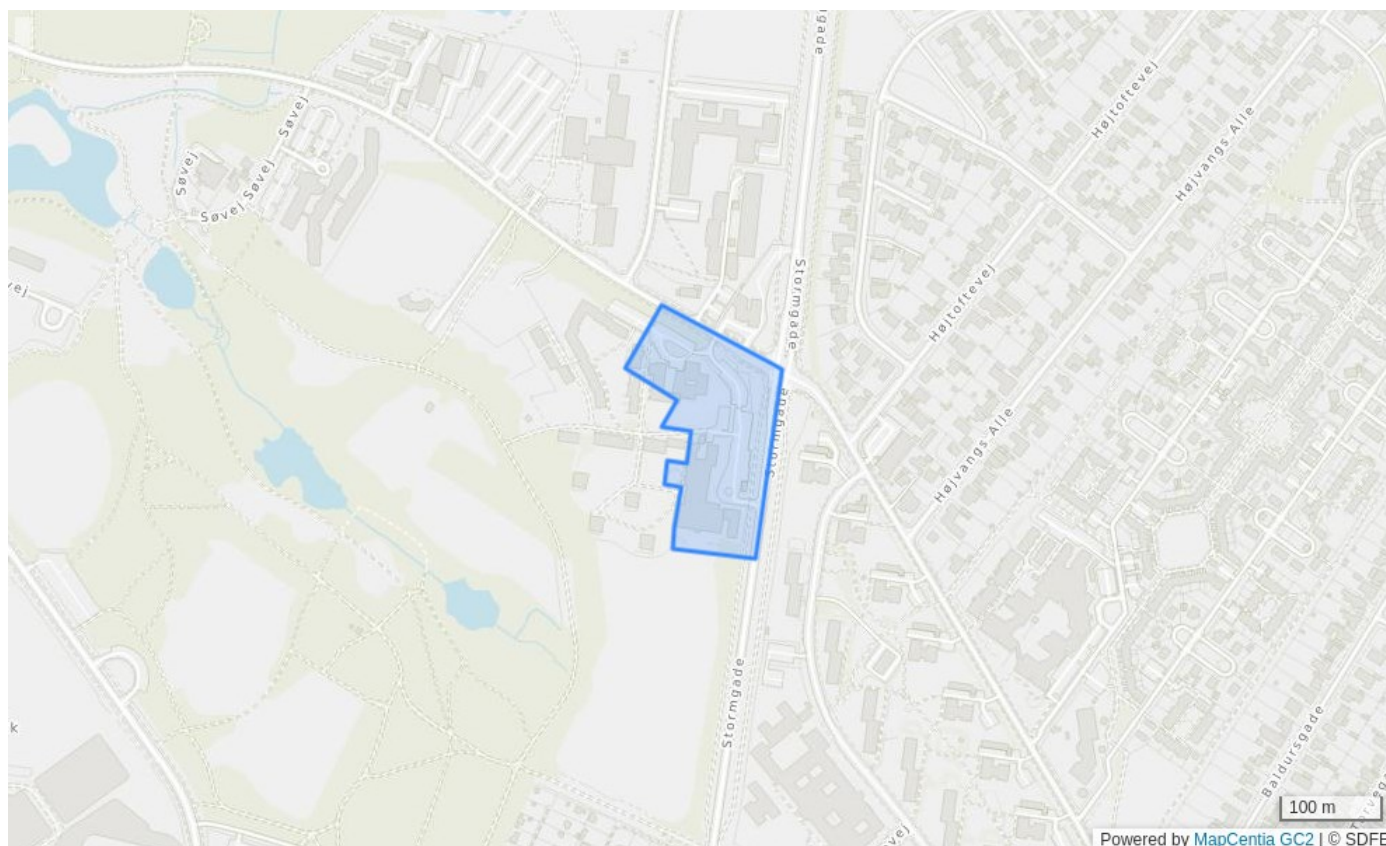 Stormgade
Højtoftevej
Højvangs Alle
Søvej
Søvej
Søvej
Søvej
Stormgade
Højtoftevej
Stormgade
Højvangs Alle
Stormgade
Baldursgade
k
100 m
Powered by MapCentia GC2 | © SDFE